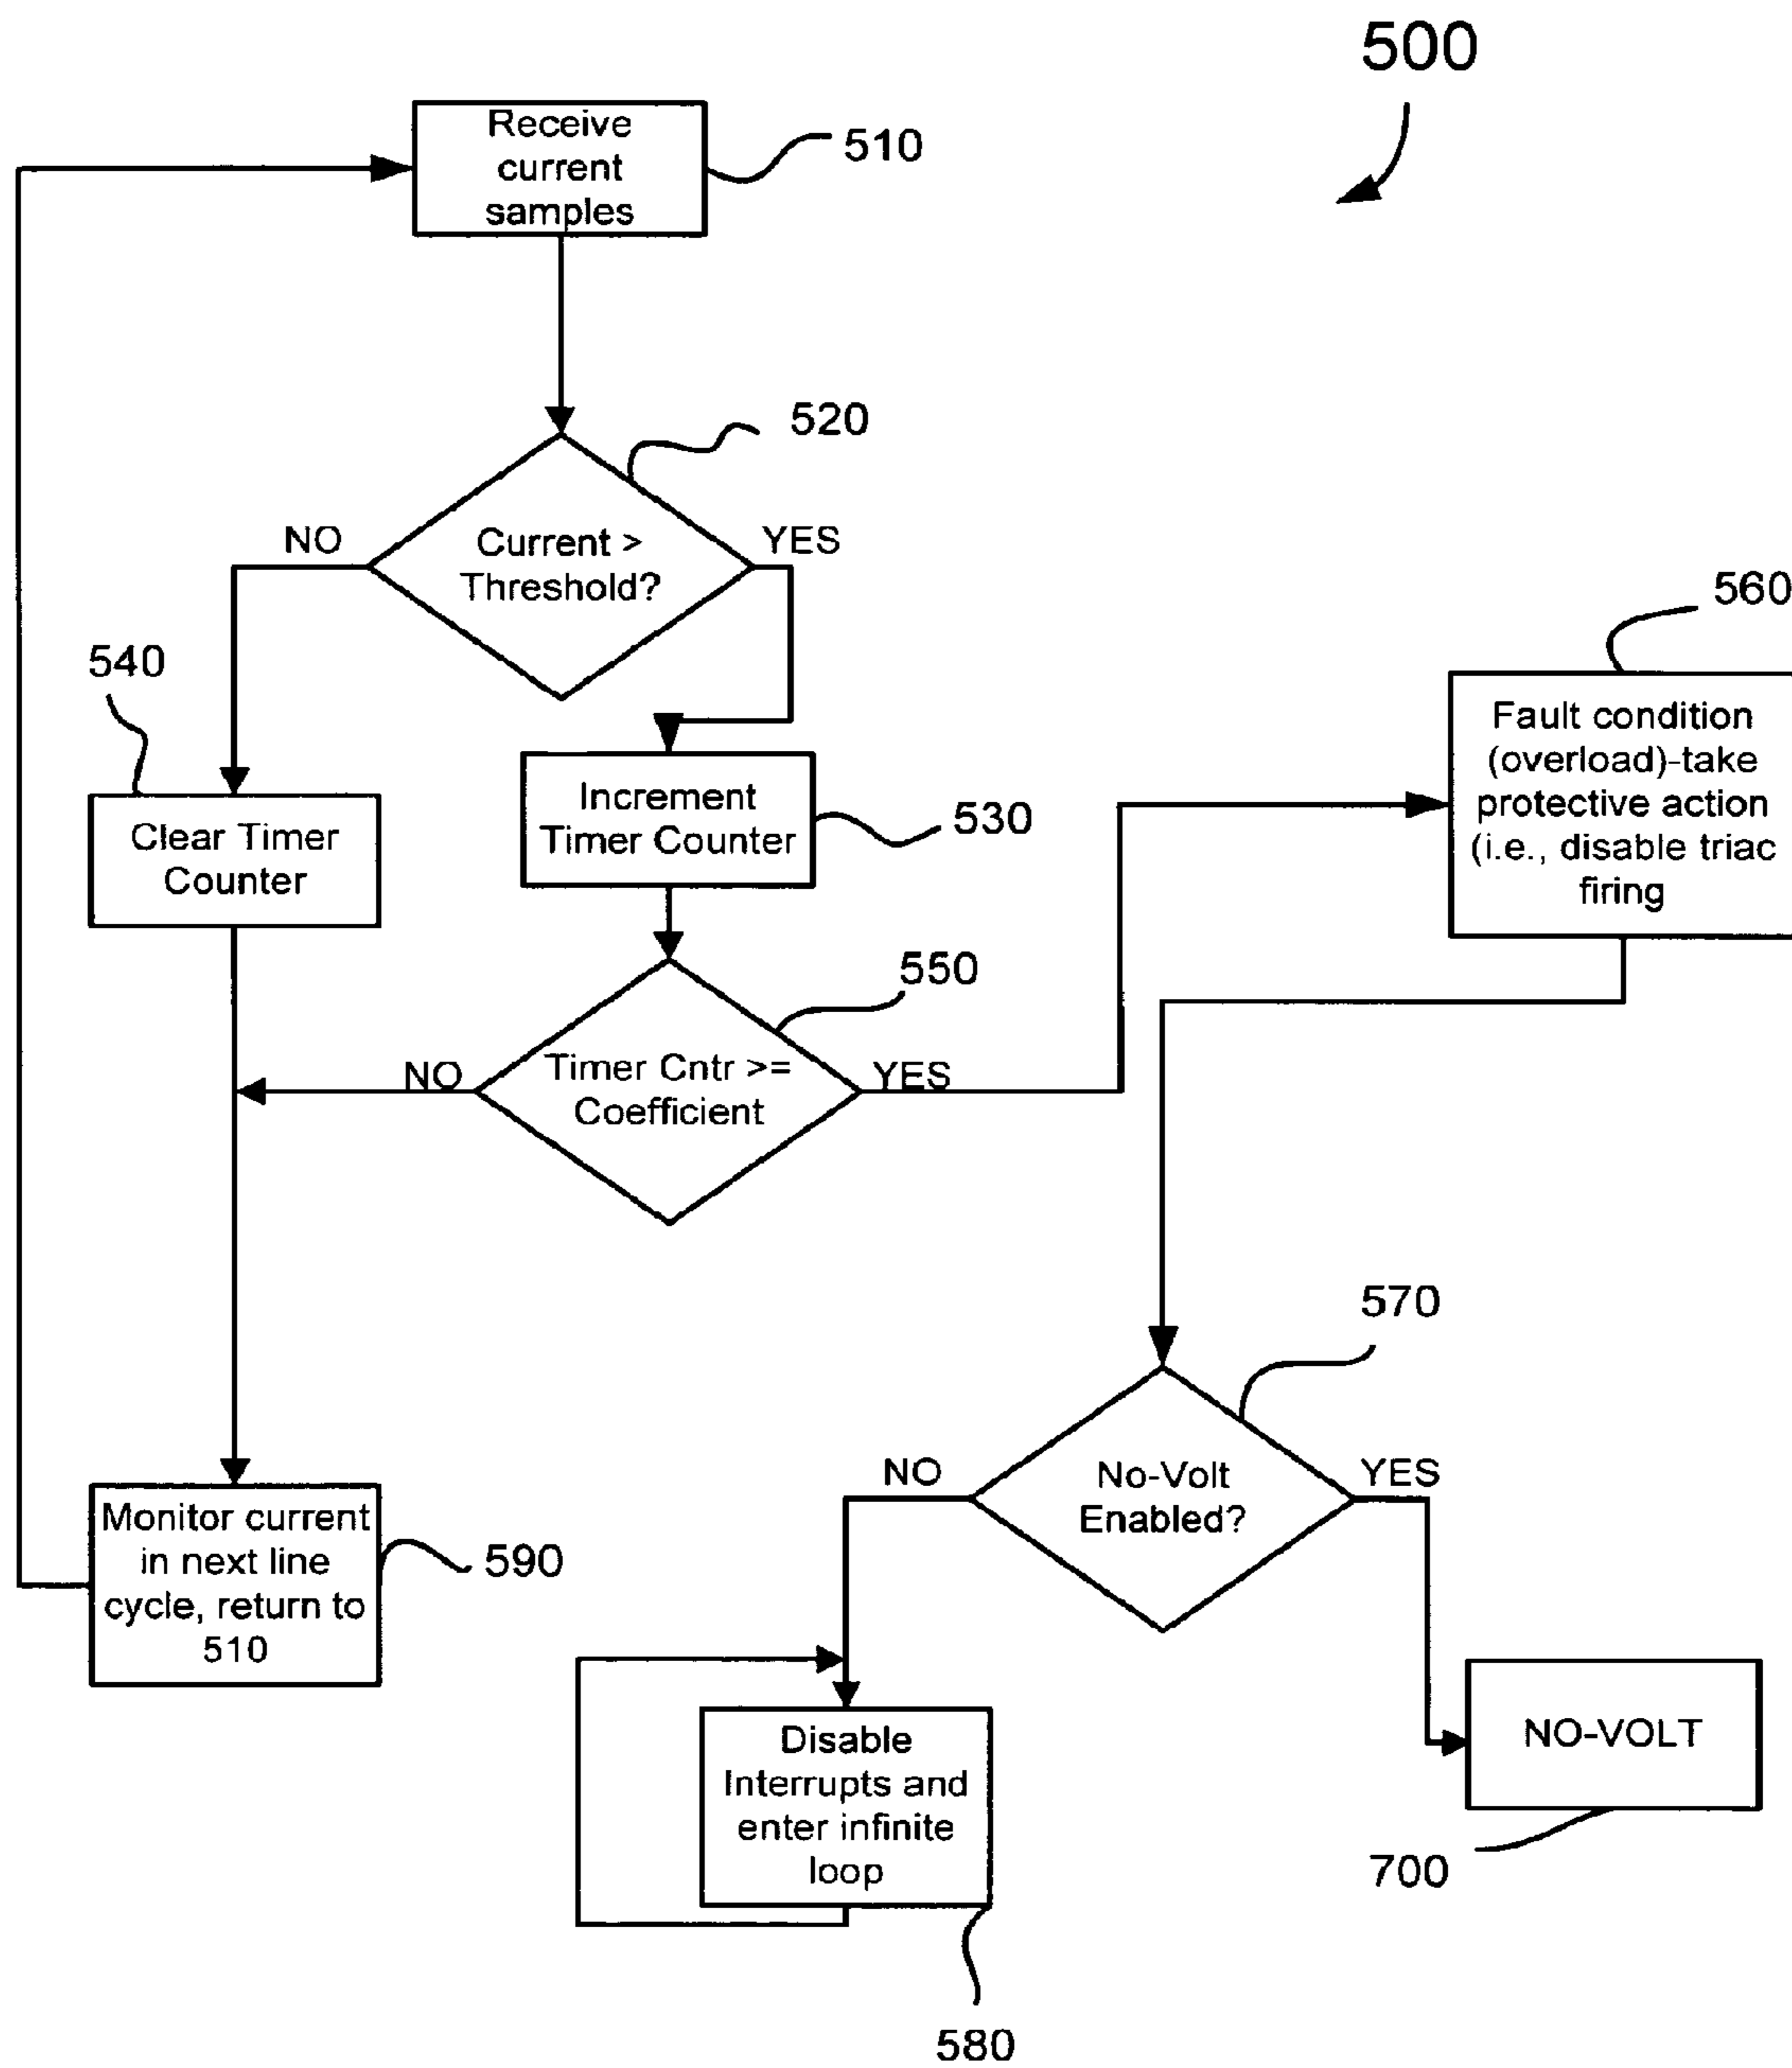 500
Receive
current
samples
510
520
NO
YES
Current >
Threshold?
540
560
Clear Timer
Counter
Increment
Timer Counter
530
Fault condition
(overload)-take
protective action
(i.e., disable triac
firing
550
NO
Timer Cntr >=
Coefficient
YES
570
NO
No-Volt
Enabled?
YES
Monitor current
in next line
cycle, return to
510
590
Disable
Interrupts and
enter infinite
loop
NO-VOLT
700
580